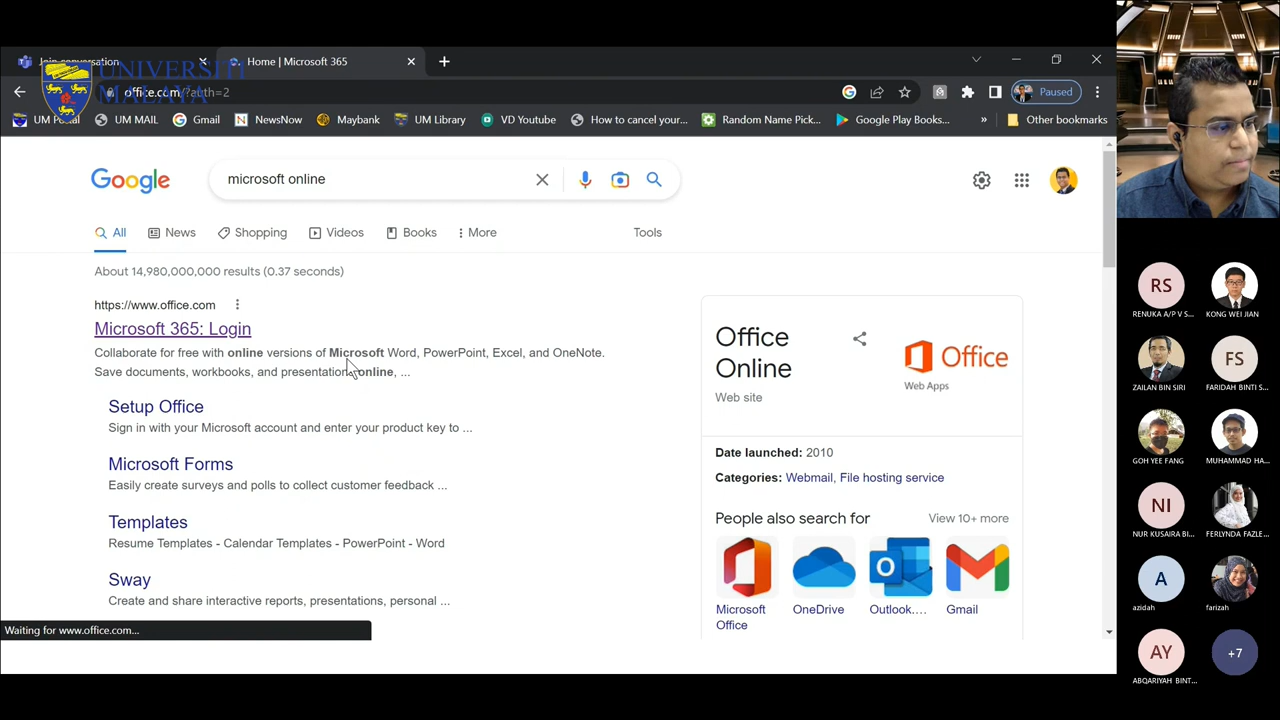 Join conversation
Home | Microsoft 365
UNIVERSITI
MALAYA
office.com/?auth=2
Paused
UM Portal
UM MAIL
Gmail
NewsNow
Maybank
UM Library
VD Youtube
How to cancel your...
Random Name Pick...
Google Play Books...
»
Other bookmarks
Google
microsoft online
All
News
Shopping
Videos
Books
More
Tools
About 14,980,000,000 results (0.37 seconds)
https://www.office.com
Microsoft 365: Login
Collaborate for free with online versions of Microsoft Word, PowerPoint, Excel, and OneNote.
Save documents, workbooks, and presentations online, ...
Setup Office
Sign in with your Microsoft account and enter your product key to ...
Microsoft Forms
Easily create surveys and polls to collect customer feedback ...
Templates
Resume Templates - Calendar Templates - PowerPoint - Word
Sway
Create and share interactive reports, presentations, personal ...
Waiting for www.office.com...
Office
Online
Web site
Office
Web Apps
Date launched: 2010
Categories: Webmail, File hosting service
People also search for
View 10+ more
Microsoft
Office
OneDrive
Outlook....
Gmail
RS
RENUKA A/P V S...
KONG WEI JIAN
ZAILAN BIN SIRI
FS
FARIDAH BINTI S...
GOH YEE FANG
MUHAMMAD HA...
NI
NUR KUSAIRA BI...
FERLYNDA FAZLE...
A
azidah
farizah
AY
ABQARIYAH BINT...
+7